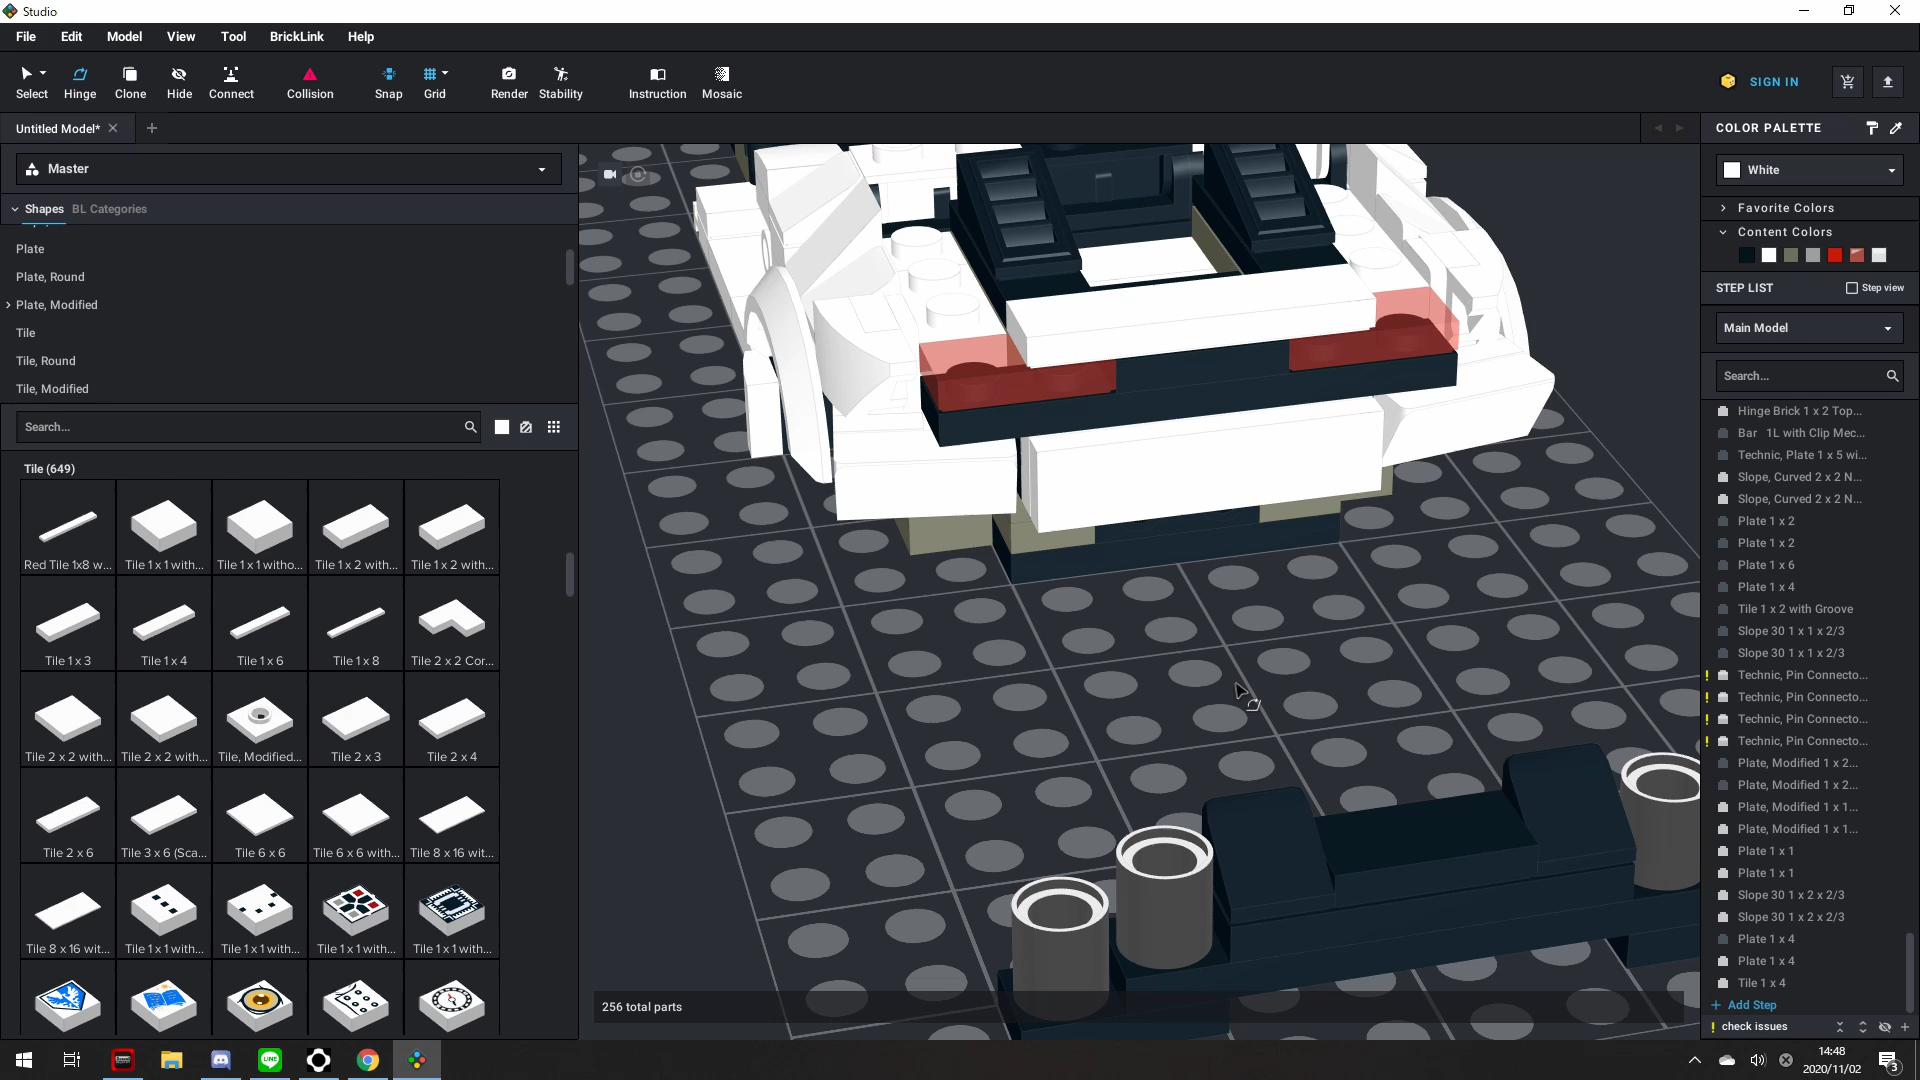 Studio
File Edit Model View Tool BrickLink Help
Select Hinge Clone Hide Connect Collision Snap Grid Render Stability Instruction Mosaic
SIGN IN
Untitled Model*
Master
Shapes BL Categories
Plate
Plate, Round
Plate, Modified
Tile
Tile, Round
Tile, Modified
Search...
Tile (649)
Red Tile 1x8 w... Tile 1 x 1 with... Tile 1 x 1 witho... Tile 1 x 2 with... Tile 1 x 2 with...
Tile 1 x 3 Tile 1 x 4 Tile 1 x 6 Tile 1 x 8 Tile 2 x 2 Cor...
Tile 2 x 2 with... Tile 2 x 2 with... Tile, Modified... Tile 2 x 3 Tile 2 x 4
Tile 2 x 6 Tile 3 x 6 (Sca... Tile 6 x 6 Tile 6 x 6 with... Tile 8 x 16 wit...
Tile 8 x 16 wit... Tile 1 x 1 with... Tile 1 x 1 with... Tile 1 x 1 with... Tile 1 x 1 with...
256 total parts
COLOR PALETTE
White
Favorite Colors
Content Colors
STEP LIST Step view
Main Model
Search...
Hinge Brick 1 x 2 Top...
Bar 1L with Clip Mec...
Technic, Plate 1 x 5 wi...
Slope, Curved 2 x 2 N...
Slope, Curved 2 x 2 N...
Plate 1 x 2
Plate 1 x 2
Plate 1 x 6
Plate 1 x 4
Tile 1 x 2 with Groove
Slope 30 1 x 1 x 2/3
Slope 30 1 x 1 x 2/3
! Technic, Pin Connecto...
! Technic, Pin Connecto...
! Technic, Pin Connecto...
! Technic, Pin Connecto...
Plate, Modified 1 x 2...
Plate, Modified 1 x 2...
Plate, Modified 1 x 1...
Plate, Modified 1 x 1...
Plate 1 x 1
Plate 1 x 1
Slope 30 1 x 2 x 2/3
Slope 30 1 x 2 x 2/3
Plate 1 x 4
Plate 1 x 4
Tile 1 x 4
+ Add Step
! check issues
LINE
14:48
2020/11/02
3